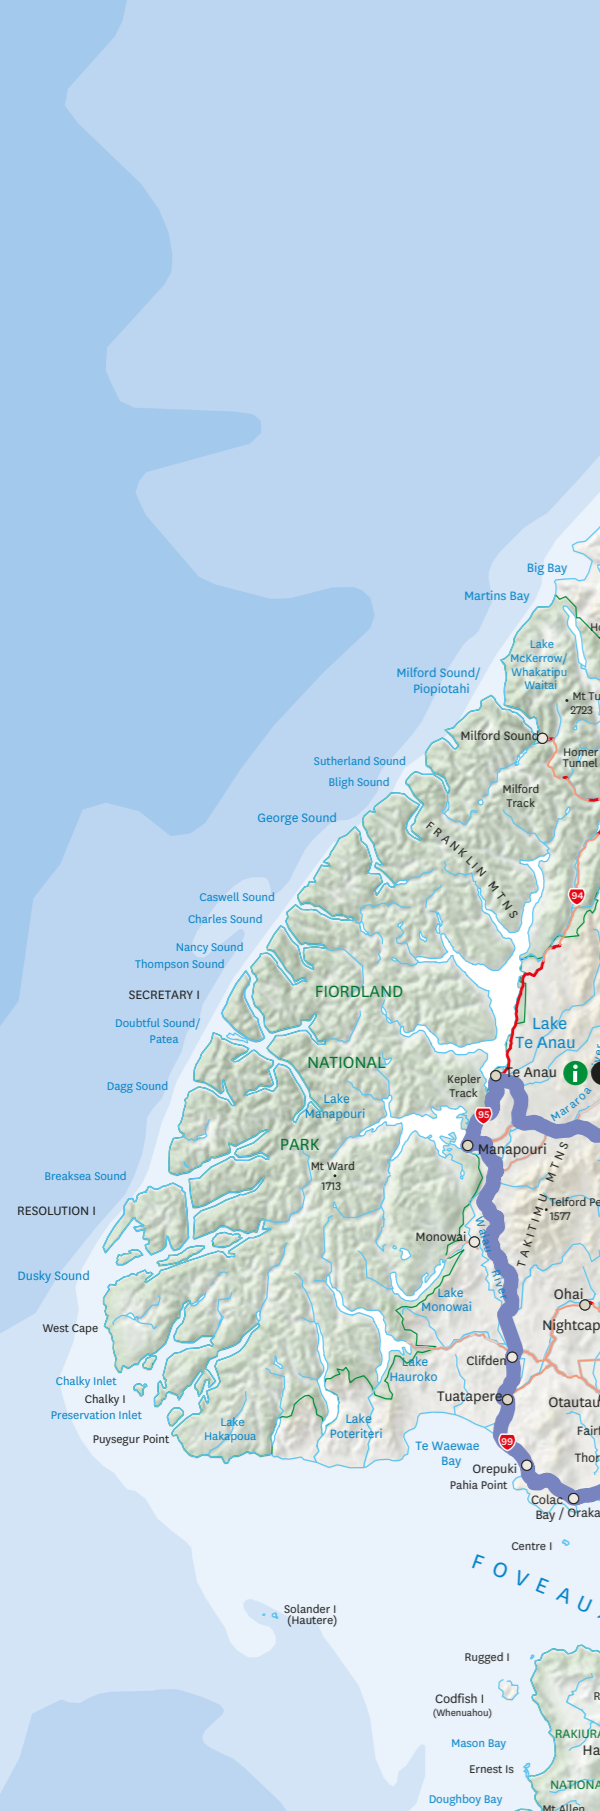 Big Bay
Martins Bay
Lake
McKerrow/
Whakatipu
Waitai
Milford Sound/
Piopiotahi
Mt Tu
2723
Milford Sound
Homer
Tunnel
Sutherland Sound
Bligh Sound
Milford
Track
George Sound
FRANKLIN MTNS
94
Caswell Sound
Charles Sound
Nancy Sound
Thompson Sound
SECRETARY I
FIORDLAND
Doubtful Sound/
Patea
Lake
Te Anau
NATIONAL
Te Anau
i
Kepler
Track
Dagg Sound
Lake
Manapouri
Mararoa
95
PARK
Manapouri
Mt Ward
1713
Breaksea Sound
RESOLUTION I
TAKITIMU MTNS
Telford Pe
1577
Monowai
Waiau River
Dusky Sound
Lake
Monowai
Ohai
West Cape
Nightcap
Clifden
Lake
Hauroko
Chalky Inlet
Chalky I
Preservation Inlet
Tuatapere
Otautau
Puysegur Point
Lake
Hakapoua
Lake
Poteriteri
Te Waewae
Bay
99
Fairf
Thor
Orepuki
Pahia Point
Colac
Bay / Oraka
Centre I
FOVEAU
Solander I
(Hautere)
Rugged I
Codfish I
(Whenuahou)
R
RAKIURA
Ha
Mason Bay
Ernest Is
NATIONA
Doughboy Bay
Mt Allen